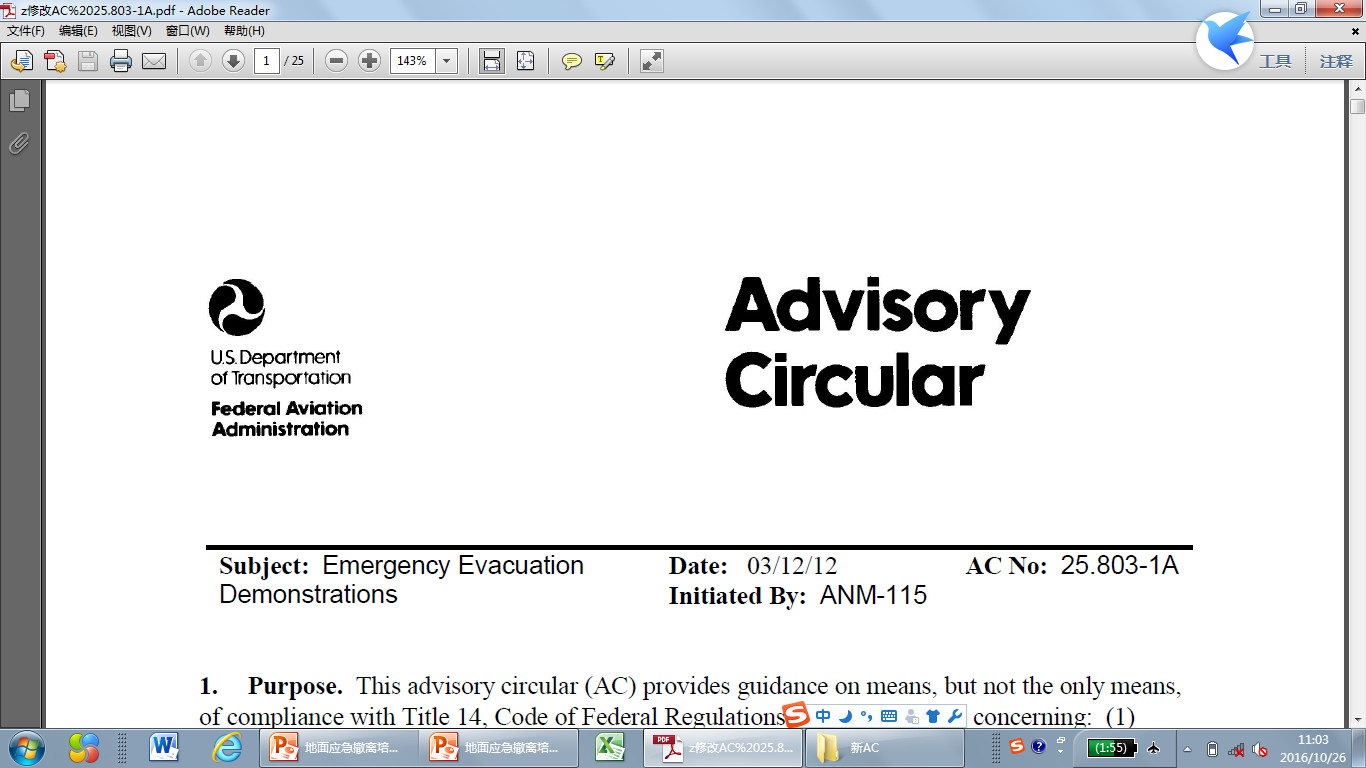 z修改AC%2025.803-1A.pdf - Adobe Reader
文件(F) 编辑(E) 视图(V) 窗口(W) 帮助(H)
1 / 25 143% 工具 注释
U.S. Department
of Transportation
Federal Aviation
Administration
Advisory
Circular
Subject: Emergency Evacuation
Demonstrations
Date: 03/12/12
Initiated By: ANM-115
AC No: 25.803-1A
1. Purpose. This advisory circular (AC) provides guidance on means, but not the only means,
of compliance with Title 14, Code of Federal Regulations concerning: (1)
中
地面应急撤离培... 地面应急撤离培... z修改AC%2025.8... 新AC (1:55) 11:03
2016/10/26